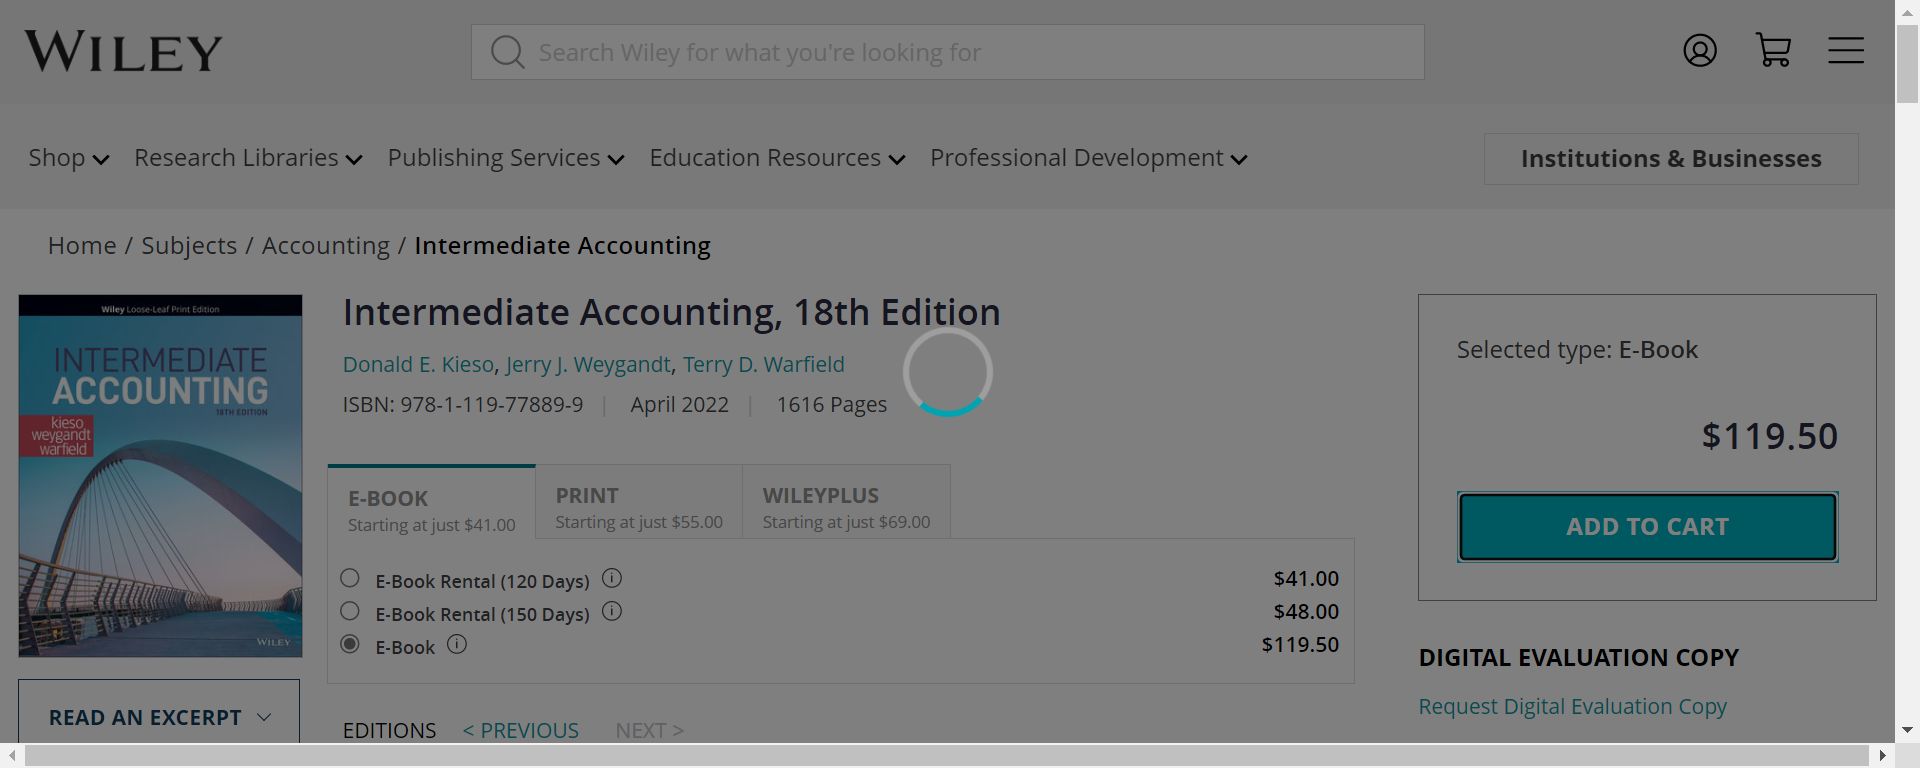 WILEY
Search Wiley for what you're looking for
Shop Research Libraries Publishing Services Education Resources Professional Development Institutions & Businesses
Home / Subjects / Accounting / Intermediate Accounting
Wiley Loose-Leaf Print Edition
INTERMEDIATE
ACCOUNTING
18TH EDITION
kieso
weygandt
warfield
WILEY
READ AN EXCERPT
Intermediate Accounting, 18th Edition
Donald E. Kieso, Jerry J. Weygandt, Terry D. Warfield
ISBN: 978-1-119-77889-9 | April 2022 | 1616 Pages
E-BOOK
Starting at just $41.00
PRINT
Starting at just $55.00
WILEYPLUS
Starting at just $69.00
E-Book Rental (120 Days) $41.00
E-Book Rental (150 Days) $48.00
E-Book $119.50
EDITIONS < PREVIOUS NEXT >
Selected type: E-Book
$119.50
ADD TO CART
DIGITAL EVALUATION COPY
Request Digital Evaluation Copy